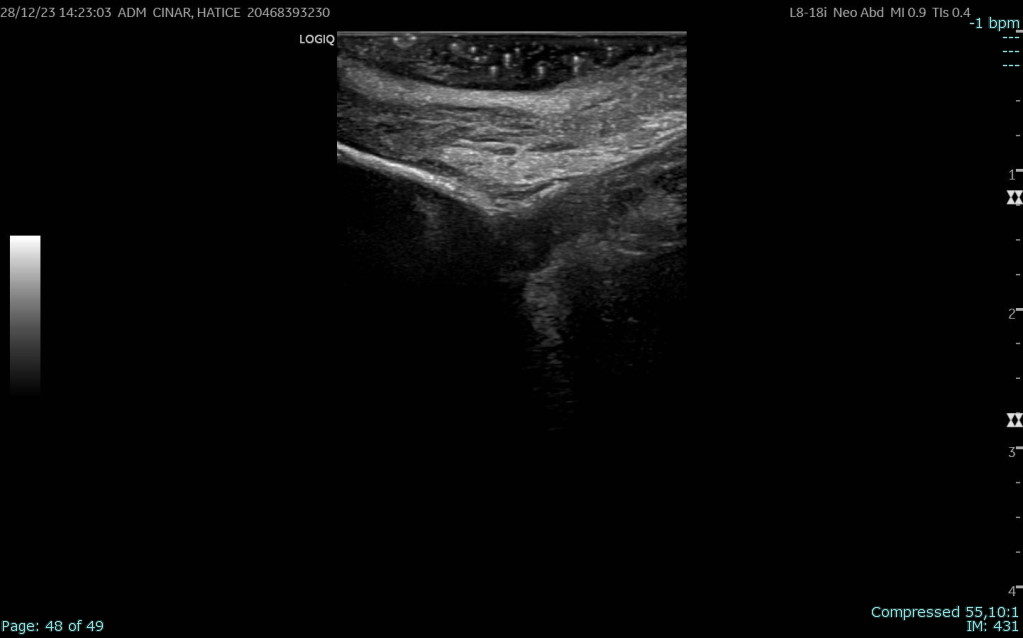 28/12/23 14:23:03 ADM CINAR, HATICE 20468393230
L8-18i Neo Abd MI 0.9 TIs 0.4
-1 bpm
---
---
---
LOGIQ
1
2
3
4
Compressed 55,10:1
Page: 48 of 49
IM: 431